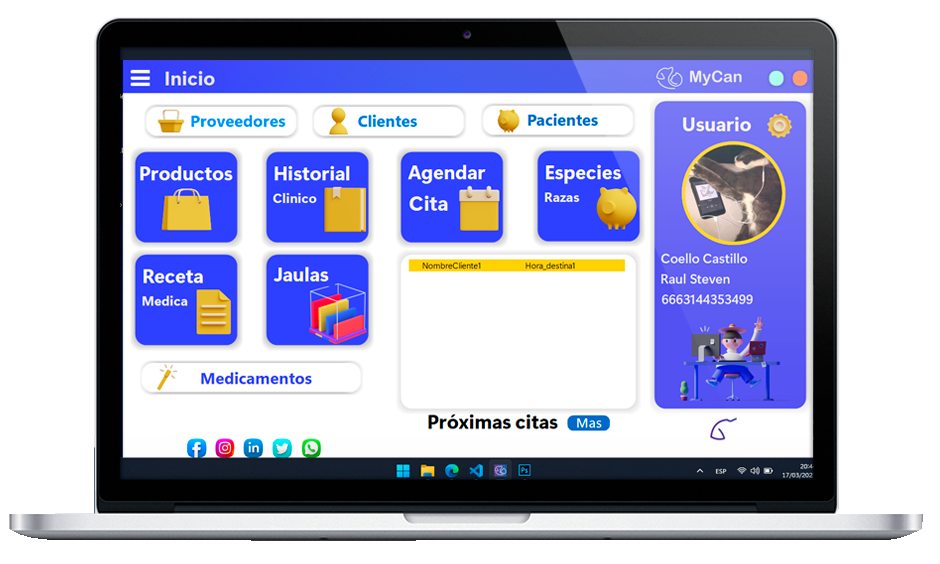 Inicio
MyCan
Proveedores
Clientes
Pacientes
Usuario
Productos
Historial
Clinico
Agendar
Cita
Especies
Razas
Coello Castillo
Raul Steven
6663144353499
Receta
Medica
Jaulas
NombreCliente1 Hora_destina1
Medicamentos
Próximas citas
Mas
Ps
ESP
20:4
17/03/202